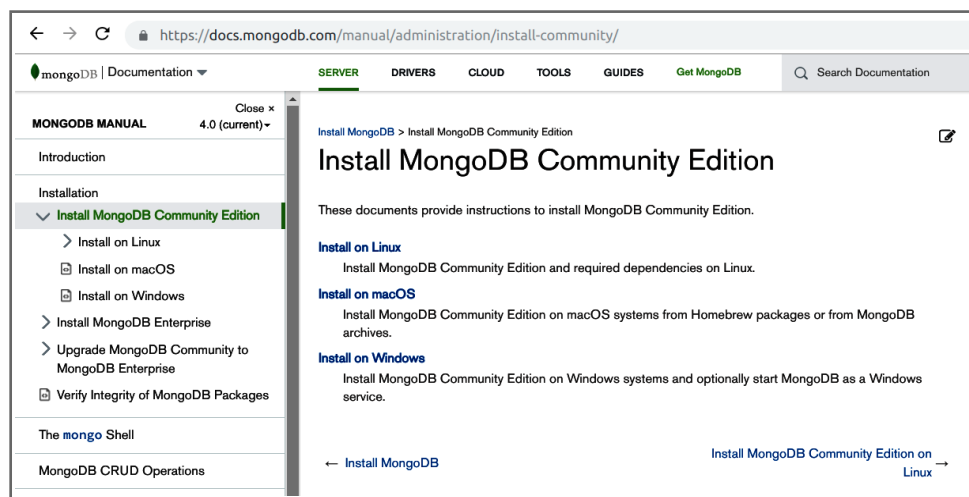 https://docs.mongodb.com/manual/administration/install-community/
mongoDB | Documentation
SERVER
DRIVERS
CLOUD
TOOLS
GUIDES
Get MongoDB
Search Documentation
Close ×
MONGODB MANUAL
4.0 (current)
Introduction
Installation
Install MongoDB Community Edition
Install on Linux
Install on macOS
Install on Windows
Install MongoDB Enterprise
Upgrade MongoDB Community to
MongoDB Enterprise
Verify Integrity of MongoDB Packages
The mongo Shell
MongoDB CRUD Operations
Install MongoDB > Install MongoDB Community Edition
Install MongoDB Community Edition
These documents provide instructions to install MongoDB Community Edition.
Install on Linux
Install MongoDB Community Edition and required dependencies on Linux.
Install on macOS
Install MongoDB Community Edition on macOS systems from Homebrew packages or from MongoDB
archives.
Install on Windows
Install MongoDB Community Edition on Windows systems and optionally start MongoDB as a Windows
service.
← Install MongoDB
Install MongoDB Community Edition on
Linux →